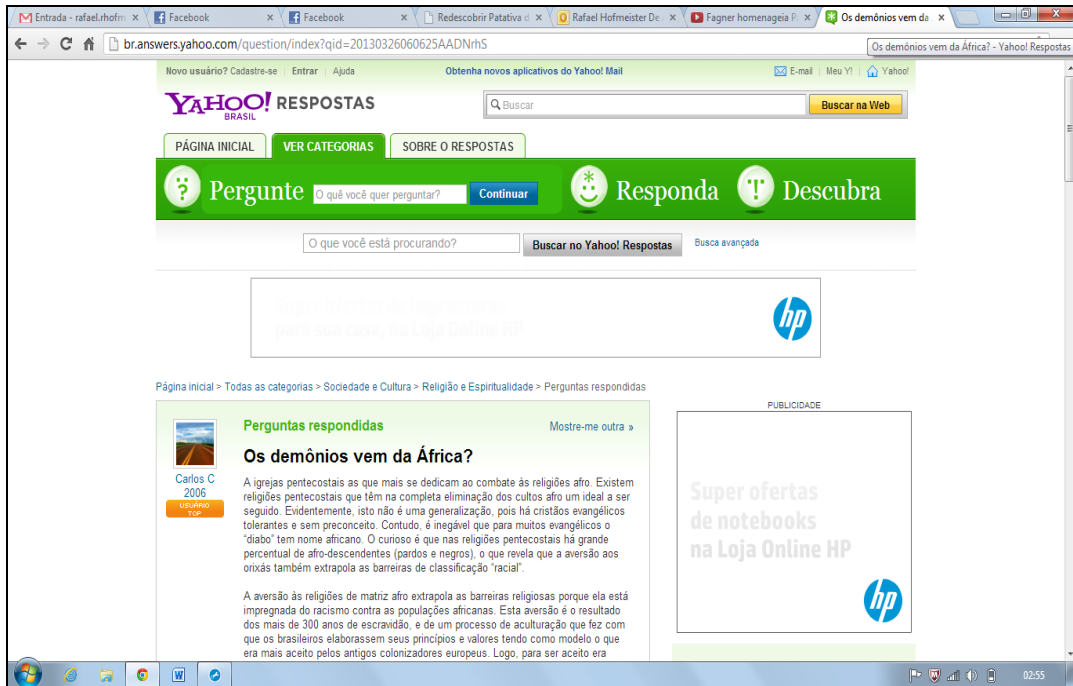 Entrada - rafael.rhofm
Facebook
Facebook
Redescobrir Patativa d
Rafael Hofmeister De
Fagner homenageia P
Os demônios vem da
br.answers.yahoo.com/question/index?qid=20130326060625AADNrhS
Os demônios vem da África? - Yahoo! Respostas
Novo usuário? Cadastre-se | Entrar | Ajuda
Obtenha novos aplicativos do Yahoo! Mail
E-mail | Meu Y! | Yahoo!
YAHOO! RESPOSTAS
BRASIL
Buscar
Buscar na Web
PÁGINA INICIAL
VER CATEGORIAS
SOBRE O RESPOSTAS
Pergunte
O quê você quer perguntar?
Continuar
Responda
Descubra
O que você está procurando?
Buscar no Yahoo! Respostas
Busca avançada
para sua casa, na Loja Online HP
hp
Página inicial > Todas as categorias > Sociedade e Cultura > Religião e Espiritualidade > Perguntas respondidas
Carlos C
2006
USUÁRIO
TOP
Perguntas respondidas
Mostre-me outra »
Os demônios vem da África?
A igrejas pentecostais as que mais se dedicam ao combate às religiões afro. Existem
religiões pentecostais que têm na completa eliminação dos cultos afro um ideal a ser
seguido. Evidentemente, isto não é uma generalização, pois há cristãos evangélicos
tolerantes e sem preconceito. Contudo, é inegável que para muitos evangélicos o
"diabo" tem nome africano. O curioso é que nas religiões pentecostais há grande
percentual de afro-descendentes (pardos e negros), o que revela que a aversão aos
orixás também extrapola as barreiras de classificação "racial".
A aversão às religiões de matriz afro extrapola as barreiras religiosas porque ela está
impregnada do racismo contra as populações africanas. Esta aversão é o resultado
dos mais de 300 anos de escravidão, e de um processo de aculturação que fez com
que os brasileiros elaborassem seus princípios e valores tendo como modelo o que
era mais aceito pelos antigos colonizadores europeus. Logo, para ser aceito era
PUBLICIDADE
Super ofertas
de notebooks
na Loja Online HP
hp
02:55